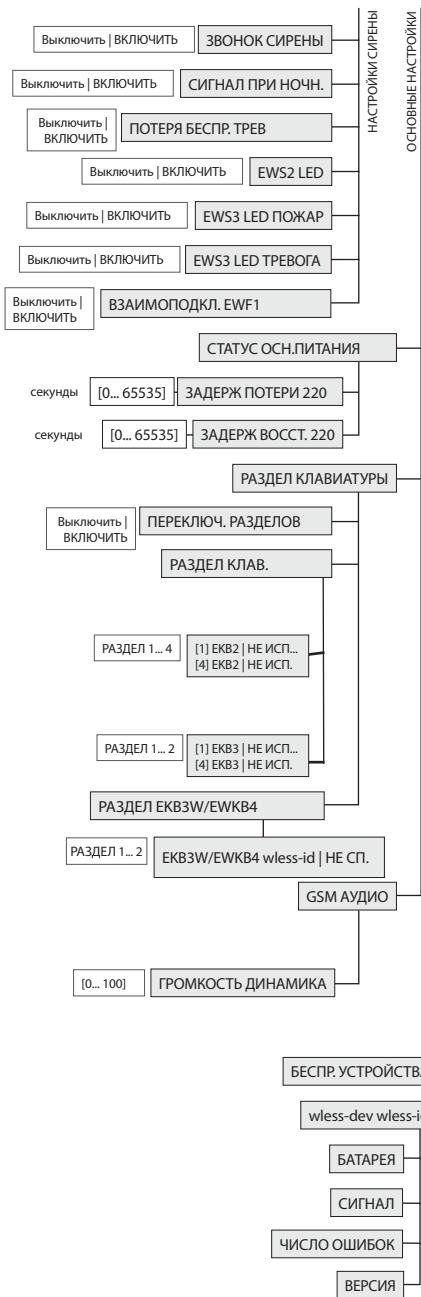 Выключить | ВКЛЮЧИТЬ
ЗВОНОК СИРЕНЫ
Выключить | ВКЛЮЧИТЬ
СИГНАЛ ПРИ НОЧН.
Выключить |
ВКЛЮЧИТЬ
ПОТЕРЯ БЕСПР. ТРЕВ
Выключить | ВКЛЮЧИТЬ
EWS2 LED
Выключить | ВКЛЮЧИТЬ
EWS3 LED ПОЖАР
Выключить | ВКЛЮЧИТЬ
EWS3 LED ТРЕВОГА
Выключить |
ВКЛЮЧИТЬ
ВЗАИМОПОДКЛ. EWF1
НАСТРОЙКИ СИРЕНЫ
ОСНОВНЫЕ НАСТРОЙКИ
СТАТУС ОСН.ПИТАНИЯ
секунды
[0... 65535]
ЗАДЕРЖ ПОТЕРИ 220
секунды
[0... 65535]
ЗАДЕРЖ ВОССТ. 220
РАЗДЕЛ КЛАВИАТУРЫ
Выключить |
ВКЛЮЧИТЬ
ПЕРЕКЛЮЧ. РАЗДЕЛОВ
РАЗДЕЛ КЛАВ.
РАЗДЕЛ 1... 4
[1] EKB2 | НЕ ИСП...
[4] EKB2 | НЕ ИСП.
РАЗДЕЛ 1... 2
[1] EKB3 | НЕ ИСП...
[4] EKB3 | НЕ ИСП.
РАЗДЕЛ EKB3W/EWKB4
РАЗДЕЛ 1... 2
EKB3W/EWKB4 wless-id | НЕ СП.
GSM АУДИО
[0... 100]
ГРОМКОСТЬ ДИНАМИКА
БЕСПР. УСТРОЙСТВ
wless-dev wless-i
БАТАРЕЯ
СИГНАЛ
ЧИСЛО ОШИБОК
ВЕРСИЯ